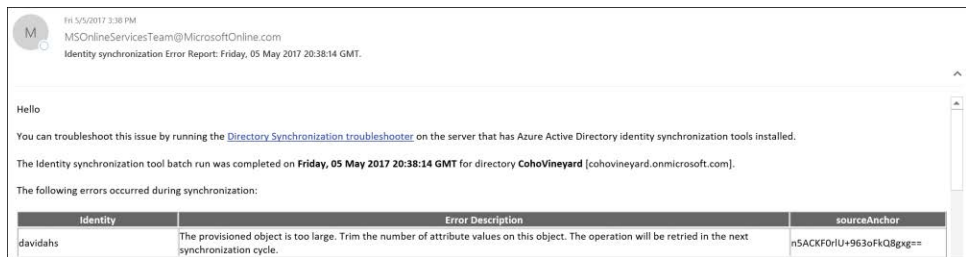 Fri 5/5/2017 3:38 PM
M
MSOnlineServicesTeam@MicrosoftOnline.com
Identity synchronization Error Report: Friday, 05 May 2017 20:38:14 GMT.
Hello
You can troubleshoot this issue by running the Directory Synchronization troubleshooter on the server that has Azure Active Directory identity synchronization tools installed.
The Identity synchronization tool batch run was completed on Friday, 05 May 2017 20:38:14 GMT for directory CohoVineyard [cohovineyard.onmicrosoft.com].
The following errors occurred during synchronization:
Identity Error Description sourceAnchor
davidahs The provisioned object is too large. Trim the number of attribute values on this object. The operation will be retried in the next n5ACKF0rlU+963oFkQ8gxg==
synchronization cycle.